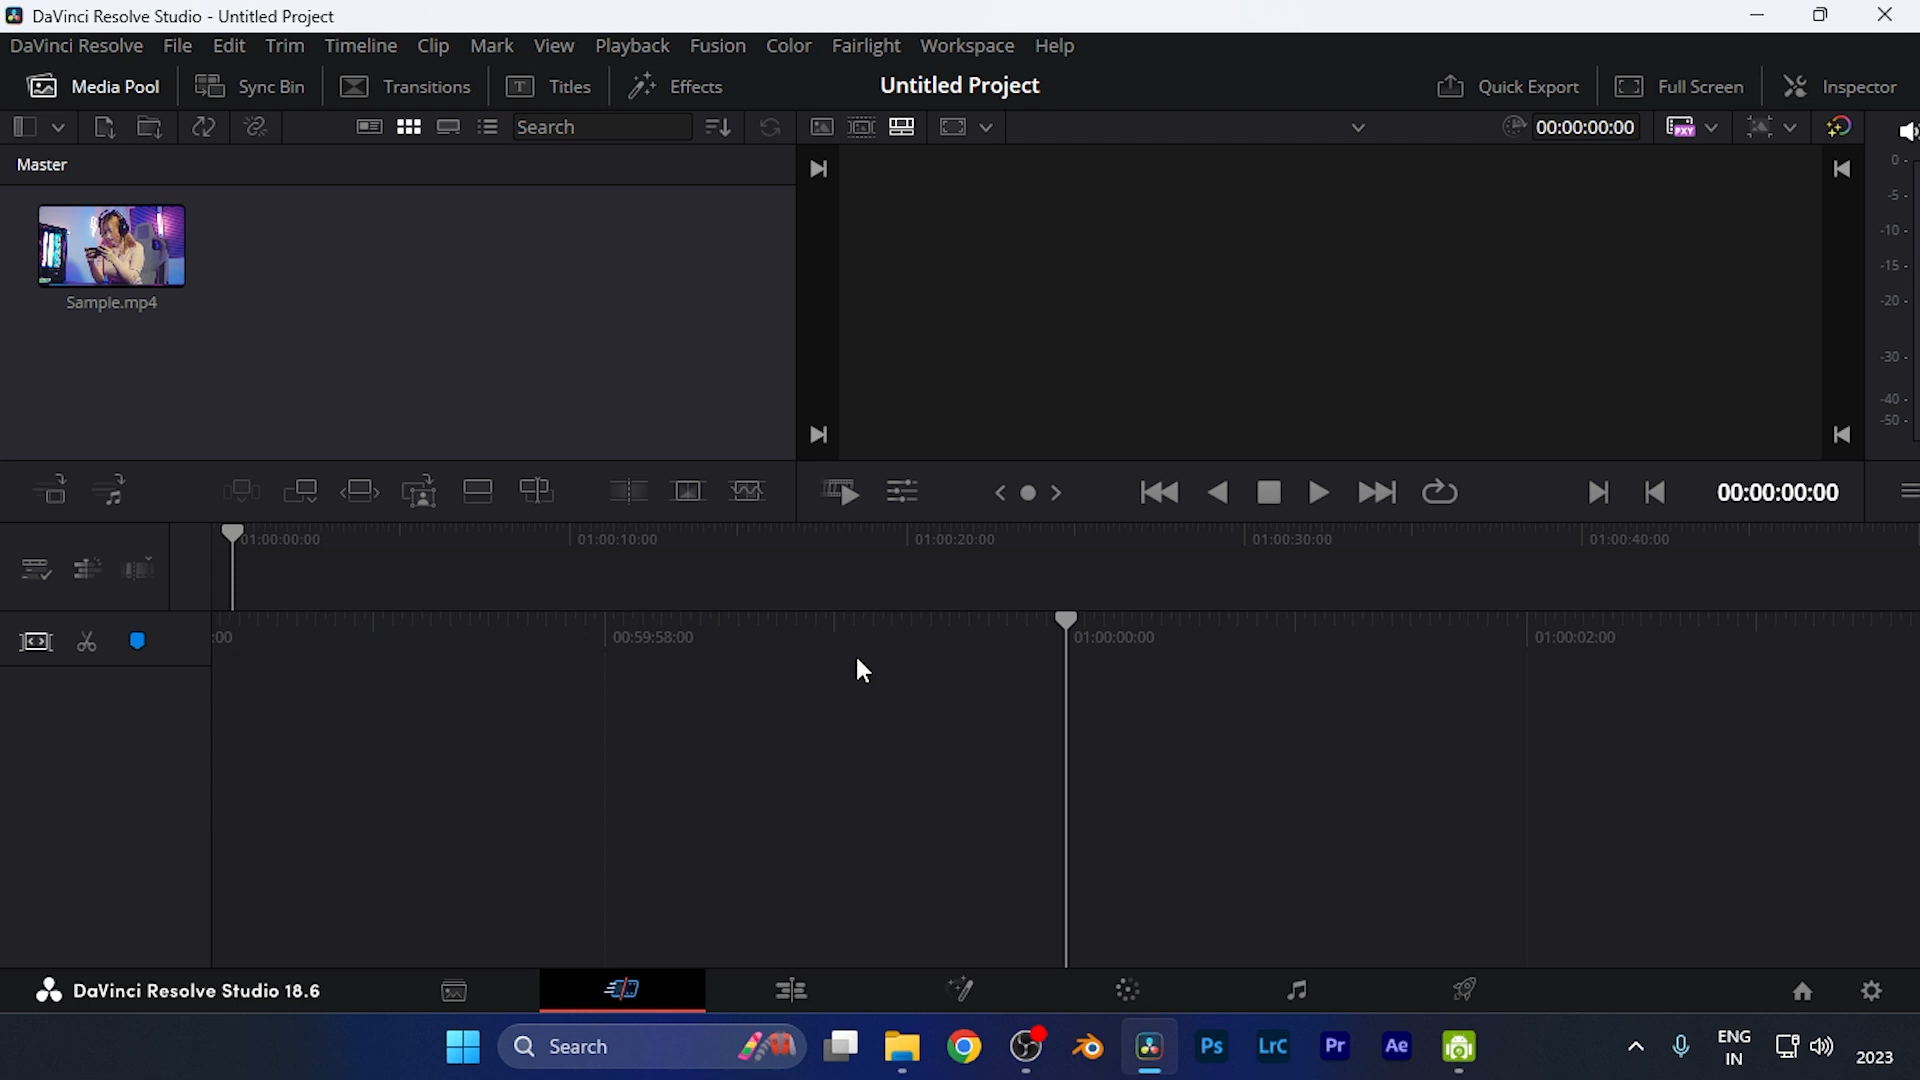 DaVinci Resolve Studio - Untitled Project
DaVinci Resolve File Edit Trim Timeline Clip Mark View Playback Fusion Color Fairlight Workspace Help
Media Pool Sync Bin Transitions Titles Effects Untitled Project Quick Export Full Screen Inspector
Search 00:00:00:00 PXY
Master
0
-5
-10
-15
-20
-30
-40
-50
Sample.mp4
00:00:00:00
01:00:00:00 01:00:10:00 01:00:20:00 01:00:30:00 01:00:40:00
:00 00:59:58:00 01:00:00:00 01:00:02:00
DaVinci Resolve Studio 18.6
Search Ps LrC Pr Ae ENG
IN
2023